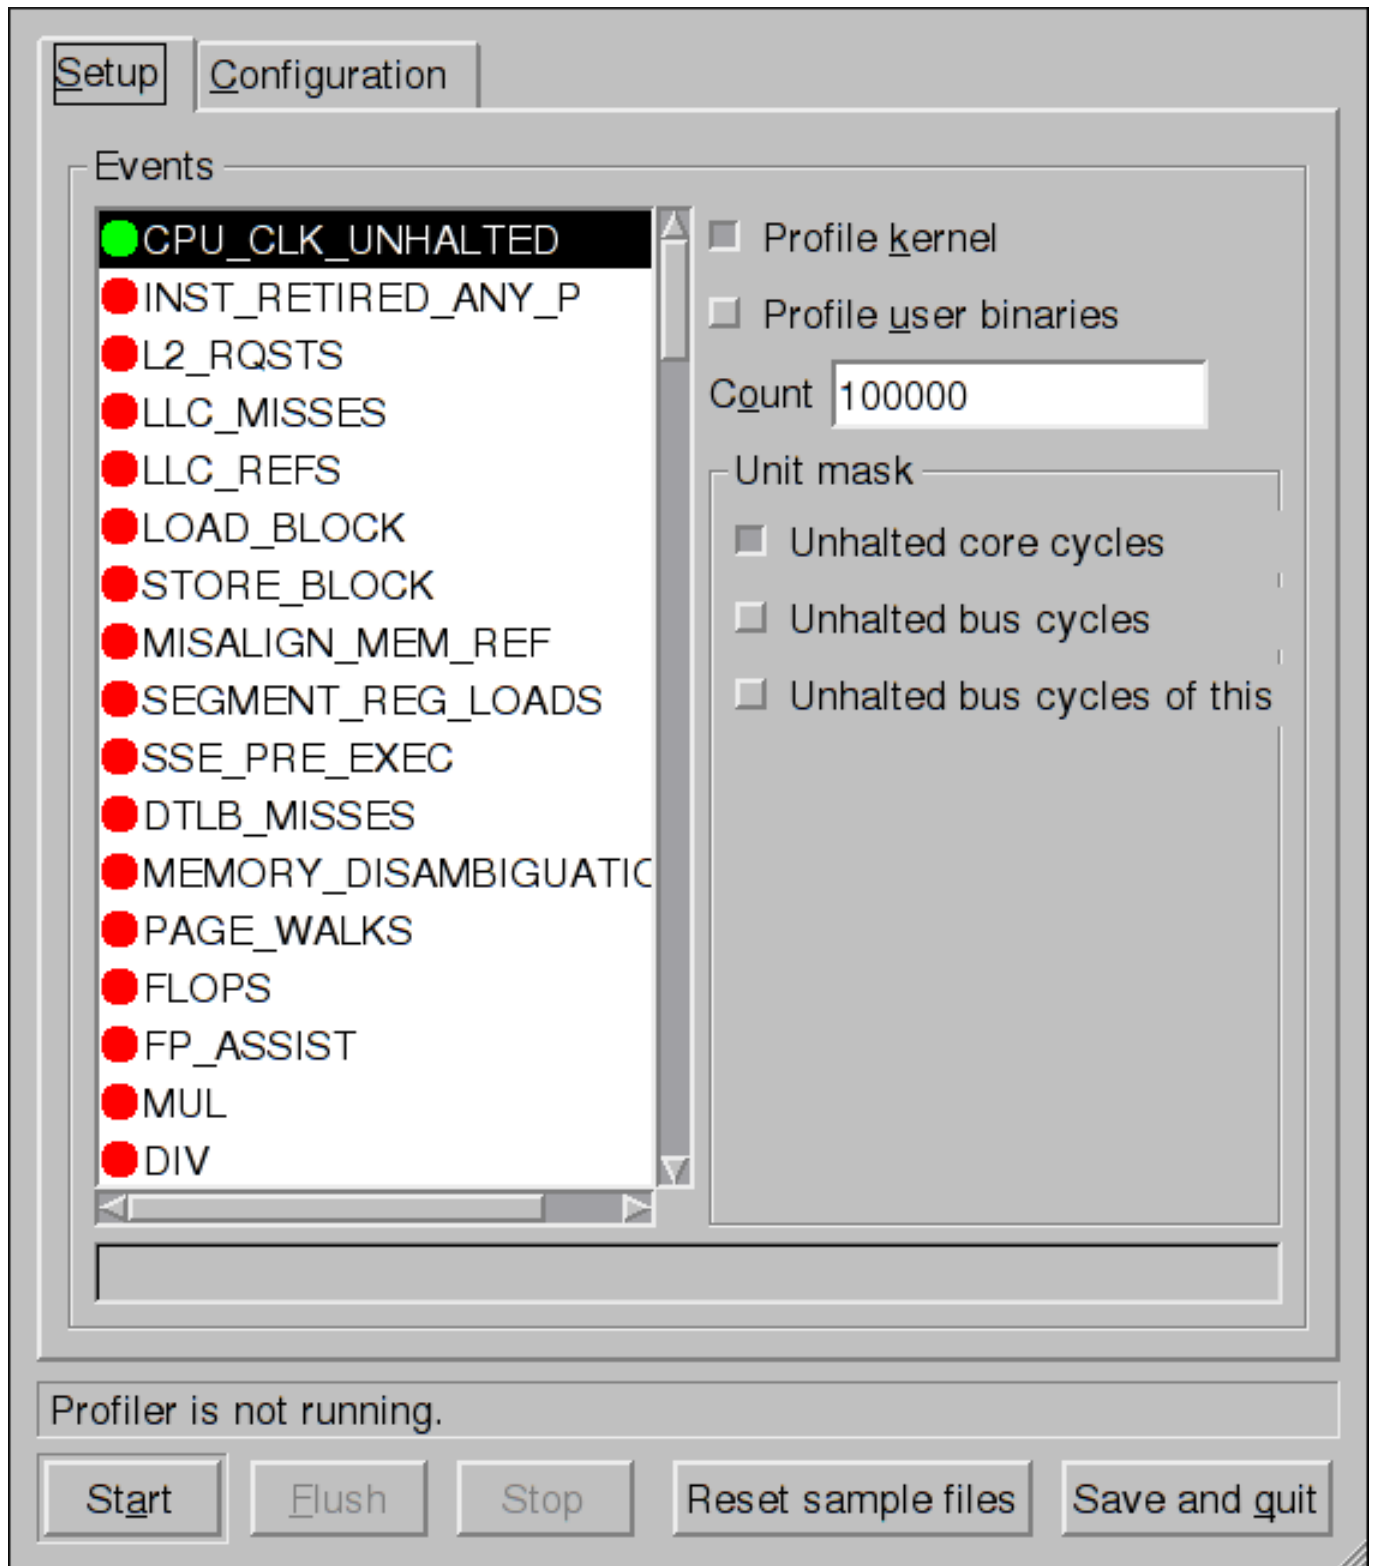 Setup Configuration
Events
CPU_CLK_UNHALTED
INST_RETIRED_ANY_P
L2_RQSTS
LLC_MISSES
LLC_REFS
LOAD_BLOCK
STORE_BLOCK
MISALIGN_MEM_REF
SEGMENT_REG_LOADS
SSE_PRE_EXEC
DTLB_MISSES
MEMORY_DISAMBIGUATIO
PAGE_WALKS
FLOPS
FP_ASSIST
MUL
DIV
Profile kernel
Profile user binaries
Count 100000
Unit mask
Unhalted core cycles
Unhalted bus cycles
Unhalted bus cycles of this
Profiler is not running.
Start Flush Stop Reset sample files Save and quit